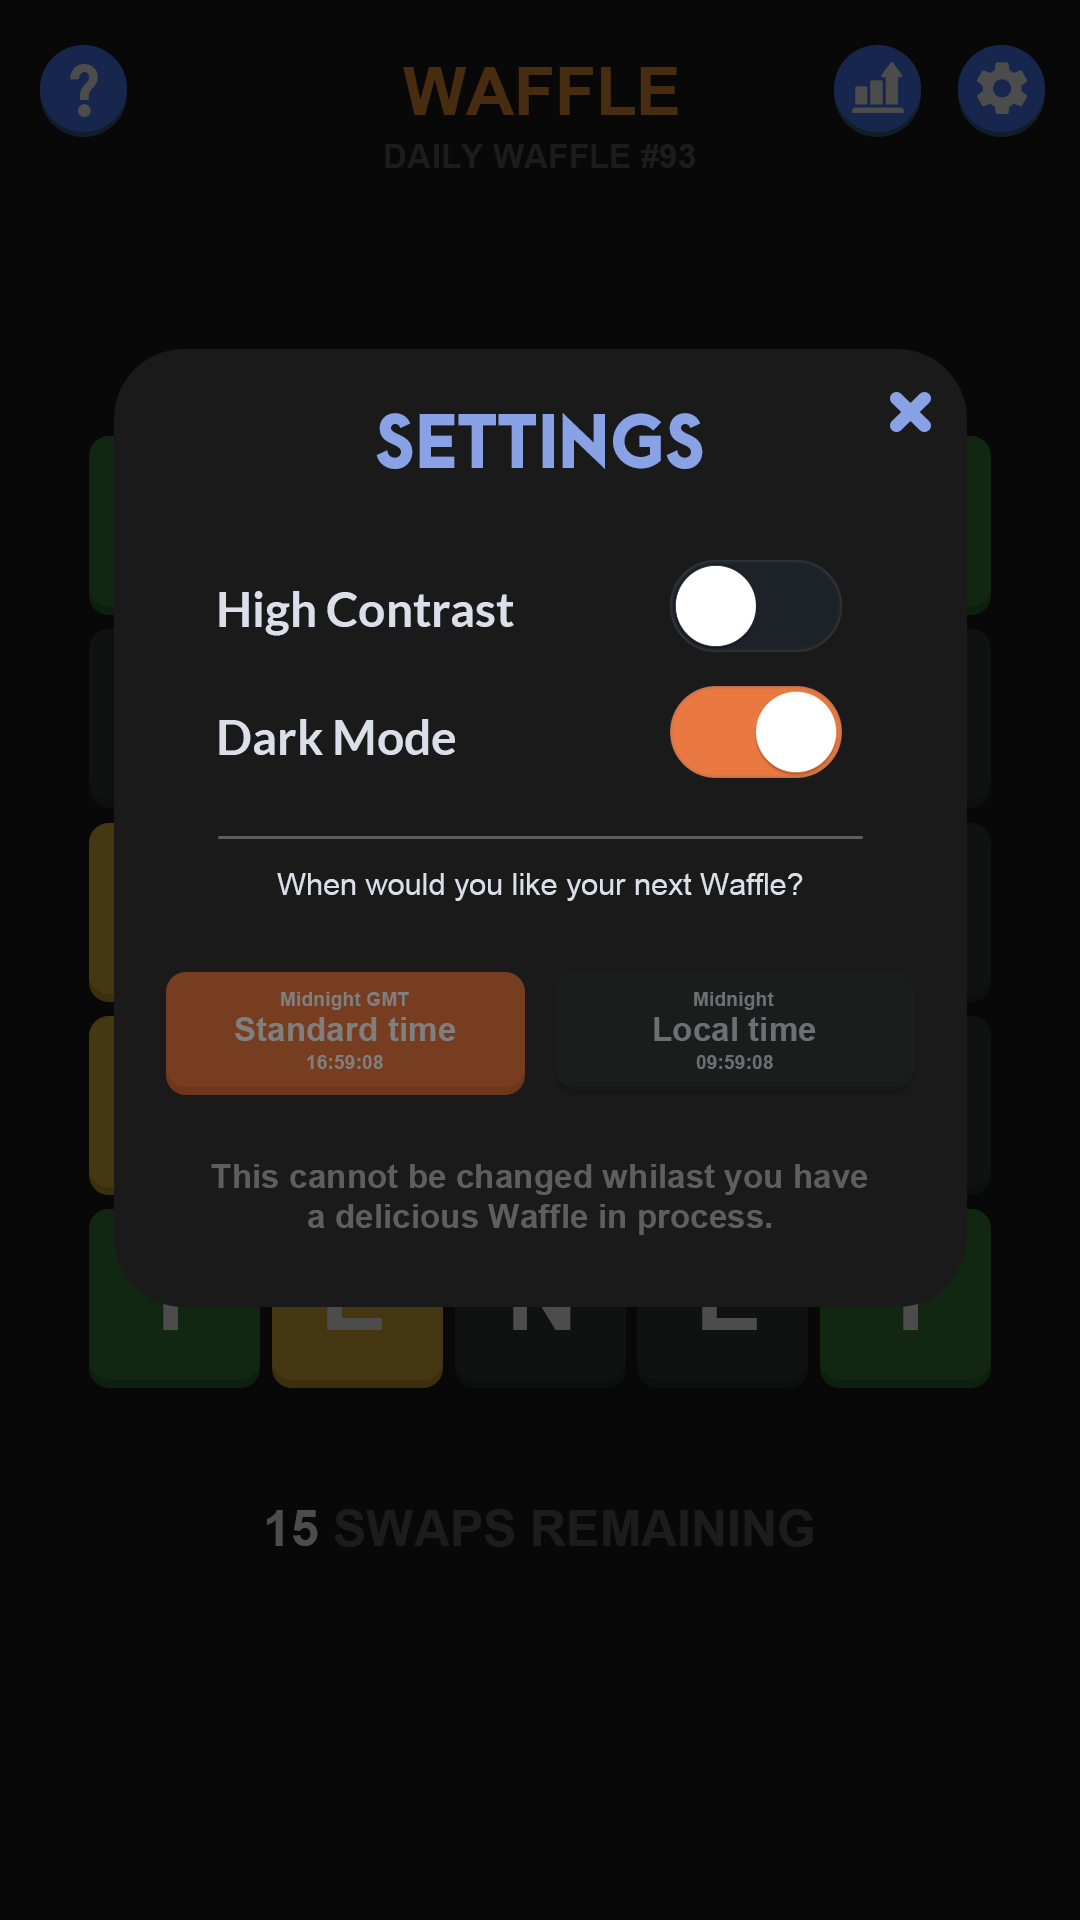 WAFFLE
DAILY WAFFLE #93
SETTINGS
High Contrast
Dark Mode
When would you like your next Waffle?
Midnight GMT
Standard time
16:59:08
Midnight
Local time
09:59:08
This cannot be changed whilast you have
a delicious Waffle in process.
15 SWAPS REMAINING